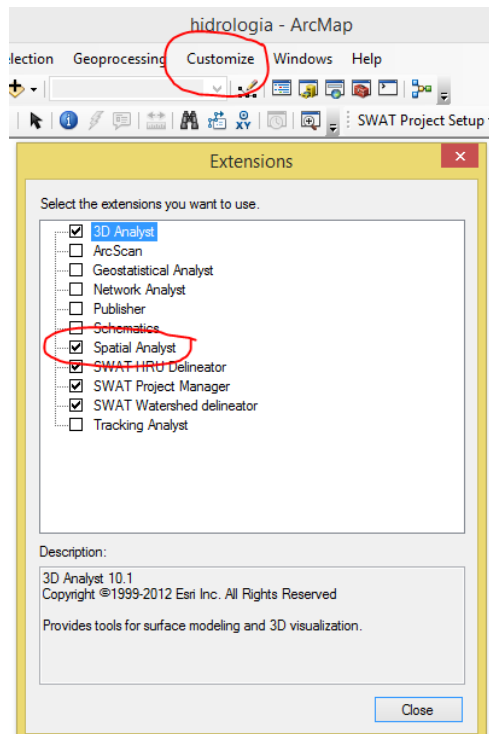 hidrologia - ArcMap
lection Geoprocessing Customize Windows Help
SWAT Project Setup
Extensions
Select the extensions you want to use.
3D Analyst
ArcScan
Geostatistical Analyst
Network Analyst
Publisher
Schematics
Spatial Analyst
SWAT HRU Delineator
SWAT Project Manager
SWAT Watershed delineator
Tracking Analyst
Description:
3D Analyst 10.1
Copyright ©1999-2012 Esri Inc. All Rights Reserved
Provides tools for surface modeling and 3D visualization.
Close